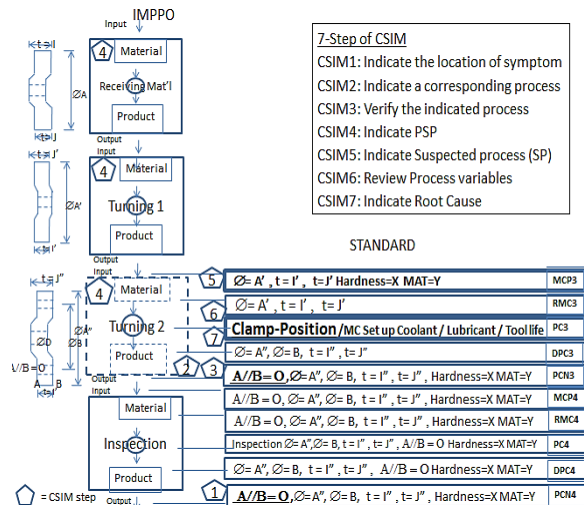 IMPPO
Input
4
Material
Receiving Mat'l
Product
Output
Input
t = I
∅A
t= J
4
Material
Turning 1
Product
Output
Input
t = J'
∅A'
t= I'
4
Material
Turning 2
Product
2
3
Output
Input
t = J"
∅D
∅A"
∅B
A//B=O
A
B
Material
Inspection
Product
Output
= CSIM step
7-Step of CSIM
CSIM1: Indicate the location of symptom
CSIM2: Indicate a corresponding process
CSIM3: Verify the indicated process
CSIM4: Indicate PSP
CSIM5: Indicate Suspected process (SP)
CSIM6: Review Process variables
CSIM7: Indicate Root Cause
STANDARD
5 ∅= A' , t = I' , t= J' Hardness=X MAT=Y MCP3
6 ∅= A' , t = I' , t= J' RMC3
7 Clamp-Position/MC Set up Coolant / Lubricant / Tool life PC3
∅= A", ∅= B, t = I" , t= J" DPC3
A//B=O,∅=A", ∅= B, t = I" , t= J" , Hardness=X MAT=Y PCN3
A//B=O, ∅=A", ∅= B, t = I" , t= J" , Hardness=X MAT=Y MCP4
A//B=O, ∅=A", ∅= B, t = I" , t= J" , Hardness=X MAT=Y RMC4
Inspection ∅= A",∅= B, t = I" , t= J" , A//B=O Hardness=X MAT=Y PC4
∅= A", ∅= B, t = I" , t= J" , A//B=O Hardness=X MAT=Y DPC4
1 A//B=O,∅=A", ∅= B, t = I" , t= J" , Hardness=X MAT=Y PCN4